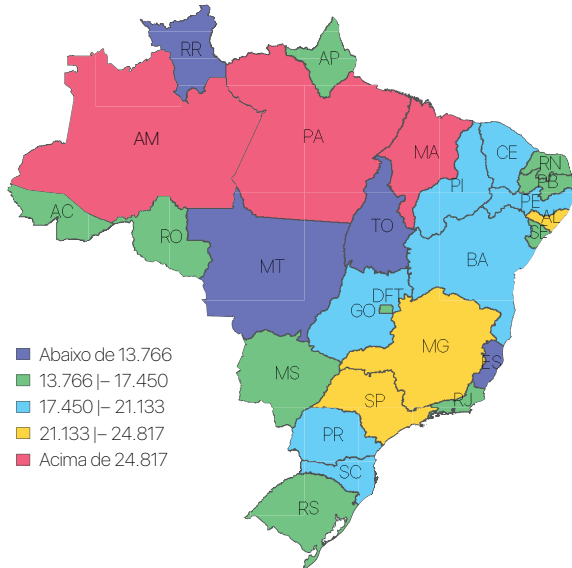 RR
AP
AM
PA
MA
CE
RN
PB
PI
PE
AL
SE
AC
RO
TO
MT
BA
DFT
GO
MG
ES
MS
SP
RJ
PR
SC
RS
Abaixo de 13.766
13.766 |– 17.450
17.450 |– 21.133
21.133 |– 24.817
Acima de 24.817